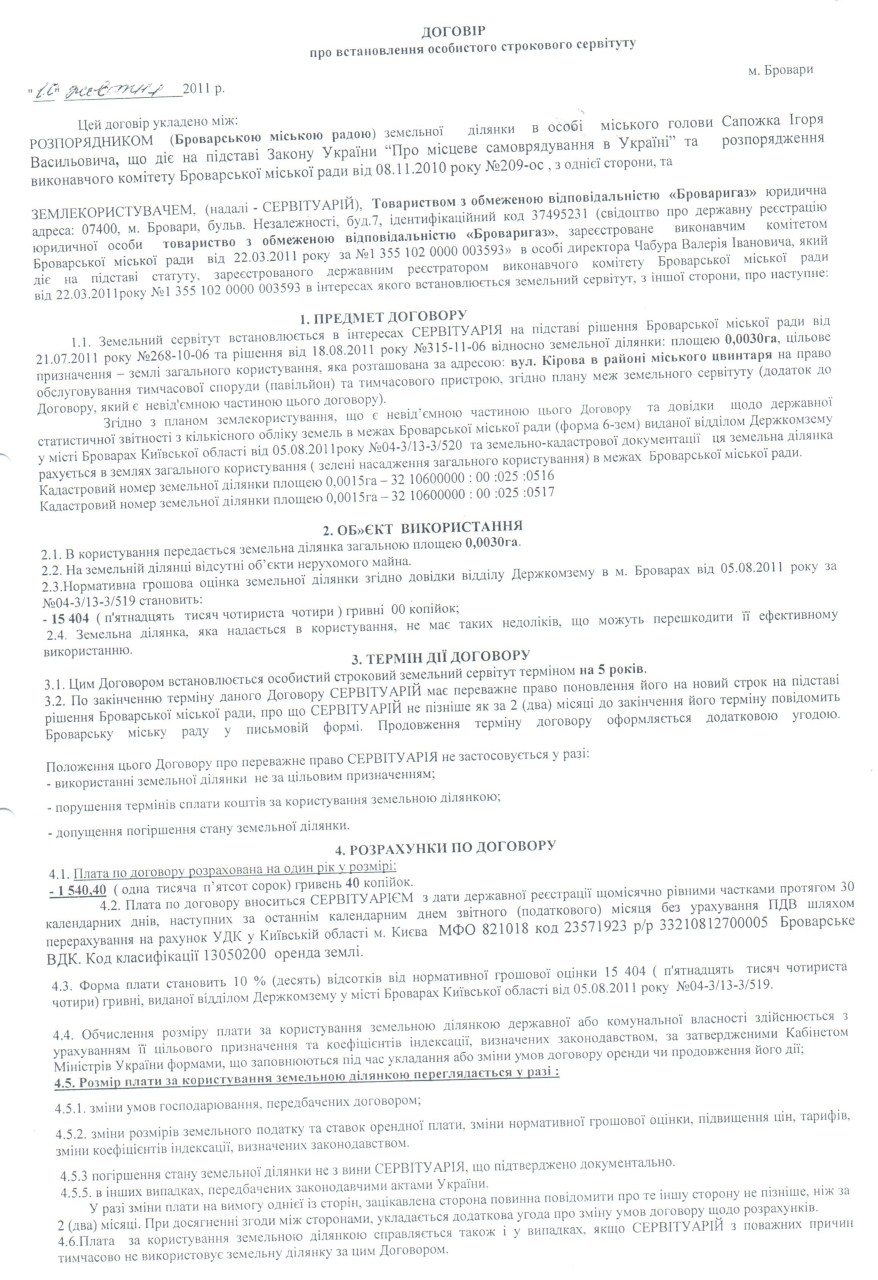 ДОГОВІР
про встановлення особистого строкового сервітуту
м. Бровари
" " жовтня 2011 р.
Цей договір укладено між:
РОЗПОРЯДНИКОМ (Броварською міською радою) земельної ділянки в особі міського голови Сапожка Ігоря
Васильовича, що діє на підставі Закону України “Про місцеве самоврядування в Україні” та розпорядження
виконавчого комітету Броварської міської ради від 08.11.2010 року №209-ос , з однієї сторони, та
ЗЕМЛЕКОРИСТУВАЧЕМ, (надалі - СЕРВІТУАРІЙ), Товариством з обмеженою відповідальністю «Броваригаз» юридична
адреса: 07400, м. Бровари, бульв. Незалежності, буд.7, ідентифікаційний код 37495231 (свідоцтво про державну реєстрацію
юридичної особи товариство з обмеженою відповідальністю «Броваригаз», зареєстроване виконавчим комітетом
Броварської міської ради від 22.03.2011 року за №1 355 102 0000 003593» в особі директора Чабура Валерія Івановича, який
діє на підставі статуту, зареєстрованого державним реєстратором виконавчого комітету Броварської міської ради
від 22.03.2011року №1 355 102 0000 003593 в інтересах якого встановлюється земельний сервітут, з іншої сторони, про наступне:
1. ПРЕДМЕТ ДОГОВОРУ
1.1. Земельний сервітут встановлюється в інтересах СЕРВІТУАРІЯ на підставі рішення Броварської міської ради від
21.07.2011 року №268-10-06 та рішення від 18.08.2011 року №315-11-06 відносно земельної ділянки: площею 0,0030га, цільове
призначення – землі загального користування, яка розташована за адресою: вул. Кірова в районі міського цвинтаря на право
обслуговування тимчасової споруди (павільйон) та тимчасового пристрою, згідно плану меж земельного сервітуту (додаток до
Договору, який є невід'ємною частиною цього договору).
Згідно з планом землекористування, що є невід’ємною частиною цього Договору та довідки щодо державної
статистичної звітності з кількісного обліку земель в межах Броварської міської ради (форма 6-зем) виданої відділом Держкомзему
у місті Броварах Київської області від 05.08.2011року №04-3/13-3/520 та земельно-кадастрової документації ця земельна ділянка
рахується в землях загального користування ( зелені насадження загального користування) в межах Броварської міської ради.
Кадастровий номер земельної ділянки площею 0,0015га – 32 10600000 : 00 :025 :0516
Кадастровий номер земельної ділянки площею 0,0015га – 32 10600000 : 00 :025 :0517
2. ОБ»ЄКТ ВИКОРИСТАННЯ
2.1. В користування передається земельна ділянка загальною площею 0,0030га.
2.2. На земельній ділянці відсутні об’єкти нерухомого майна.
2.3.Нормативна грошова оцінка земельної ділянки згідно довідки відділу Держкомзему в м. Броварах від 05.08.2011 року за
№04-3/13-3/519 становить:
- 15 404 ( п'ятнадцять тисяч чотириста чотири ) гривні 00 копійок;
2.4. Земельна ділянка, яка надається в користування, не має таких недоліків, що можуть перешкодити її ефективному
використанню.
3. ТЕРМІН ДІЇ ДОГОВОРУ
3.1. Цим Договором встановлюється особистий строковий земельний сервітут терміном на 5 років.
3.2. По закінченню терміну даного Договору СЕРВІТУАРІЙ має переважне право поновлення його на новий строк на підставі
рішення Броварської міської ради, про що СЕРВІТУАРІЙ не пізніше як за 2 (два) місяці до закінчення його терміну повідомить
Броварську міську раду у письмовій формі. Продовження терміну договору оформляється додатковою угодою.
Положення цього Договору про переважне право СЕРВІТУАРІЯ не застосовується у разі:
- використанні земельної ділянки не за цільовим призначенням;
- порушення термінів сплати коштів за користування земельною ділянкою;
- допущення погіршення стану земельної ділянки.
4. РОЗРАХУНКИ ПО ДОГОВОРУ
4.1. Плата по договору розрахована на один рік у розмірі:
- 1 540,40 ( одна тисяча п’ятсот сорок) гривень 40 копійок.
4.2. Плата по договору вноситься СЕРВІТУАРІЄМ з дати державної реєстрації щомісячно рівними частками протягом 30
календарних днів, наступних за останнім календарним днем звітного (податкового) місяця без урахування ПДВ шляхом
перерахування на рахунок УДК у Київській області м. Києва МФО 821018 код 23571923 р/р 33210812700005 Броварське
ВДК. Код класифікації 13050200 оренда землі.
4.3. Форма плати становить 10 % (десять) відсотків від нормативної грошової оцінки 15 404 ( п'ятнадцять тисяч чотириста
чотири) гривні, виданої відділом Держкомзему у місті Броварах Київської області від 05.08.2011 року №04-3/13-3/519.
4.4. Обчислення розміру плати за користування земельною ділянкою державної або комунальної власності здійснюється з
урахуванням її цільового призначення та коефіцієнтів індексації, визначених законодавством, за затвердженими Кабінетом
Міністрів України формами, що заповнюються під час укладання або зміни умов договору оренди чи продовження його дії;
4.5. Розмір плати за користування земельною ділянкою переглядається у разі :
4.5.1. зміни умов господарювання, передбачених договором;
4.5.2. зміни розмірів земельного податку та ставок орендної плати, зміни нормативної грошової оцінки, підвищення цін, тарифів,
зміни коефіцієнтів індексації, визначених законодавством.
4.5.3 погіршення стану земельної ділянки не з вини СЕРВІТУАРІЯ, що підтверджено документально.
4.5.5. в інших випадках, передбачених законодавчими актами України.
У разі зміни плати на вимогу однієї із сторін, зацікавлена сторона повинна повідомити про те іншу сторону не пізніше, ніж за
2 (два) місяці. При досягненні згоди між сторонами, укладається додаткова угода про зміну умов договору щодо розрахунків.
4.6.Плата за користування земельною ділянкою справляється також і у випадках, якщо СЕРВІТУАРІЙ з поважних причин
тимчасово не використовує земельну ділянку за цим Договором.